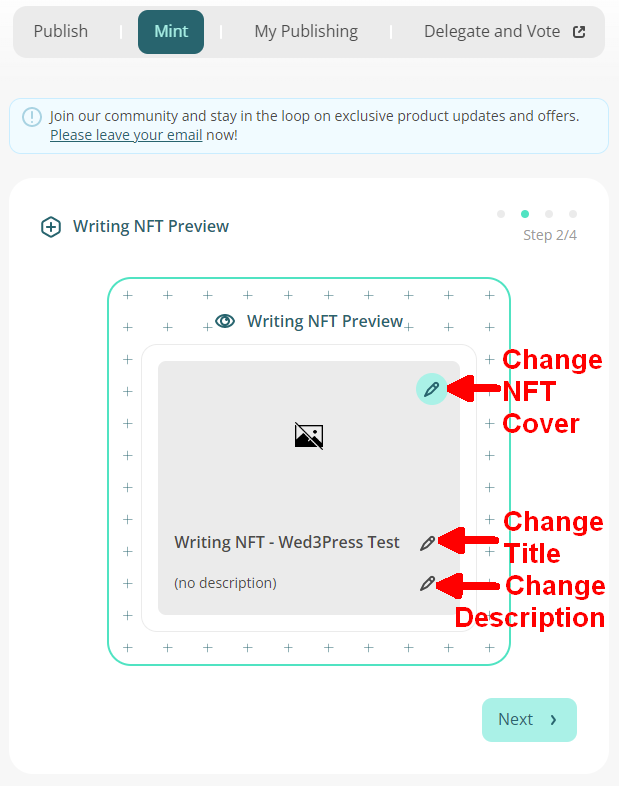 Publish
Mint
My Publishing
Delegate and Vote
Join our community and stay in the loop on exclusive product updates and offers.
Please leave your email now!
Writing NFT Preview
Step 2/4
Writing NFT Preview
Change
NFT
Cover
Writing NFT - Wed3Press Test
Change
Title
(no description)
Change
Description
Next